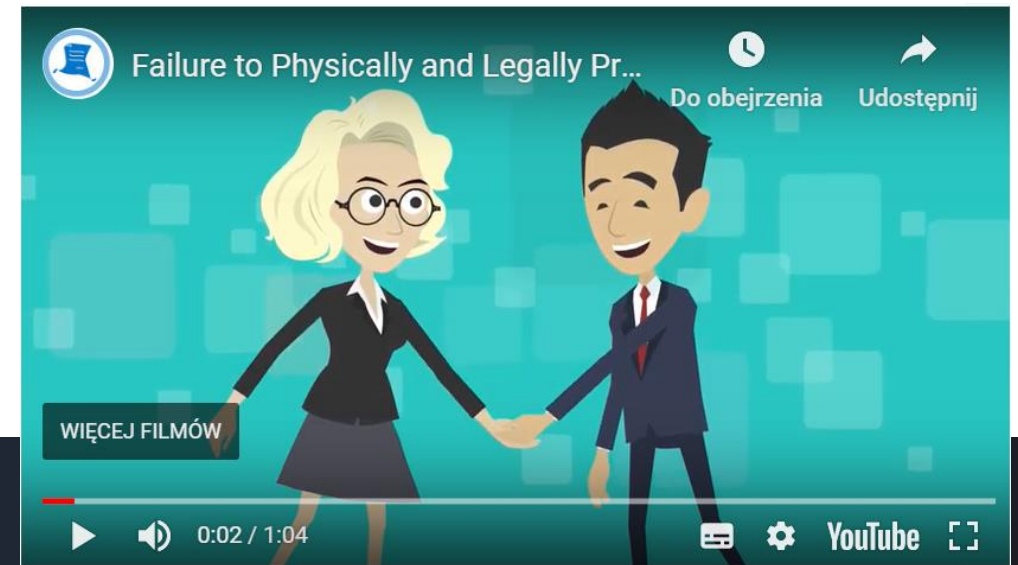 Failure to Physically and Legally Pr...
Do obejrzenia
Udostępnij
WIĘCEJ FILMÓW
0:02 / 1:04
YouTube